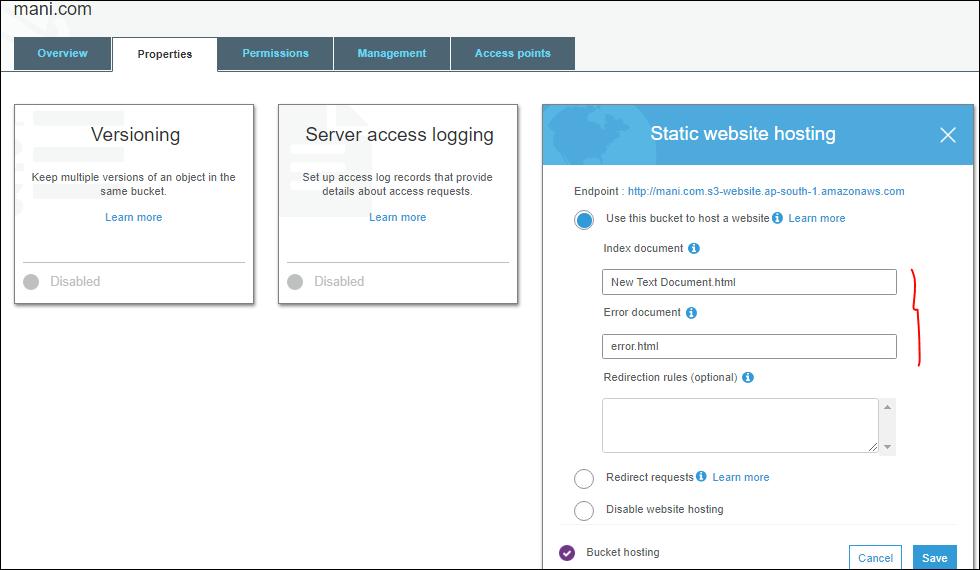 mani.com
Overview
Properties
Permissions
Management
Access points
Versioning
Keep multiple versions of an object in the
same bucket.
Learn more
Disabled
Server access logging
Set up access log records that provide
details about access requests.
Learn more
Disabled
Static website hosting
Endpoint : http://mani.com.s3-website.ap-south-1.amazonaws.com
Use this bucket to host a website Learn more
Index document
New Text Document.html
Error document
error.html
Redirection rules (optional)
Redirect requests Learn more
Disable website hosting
Bucket hosting
Cancel
Save